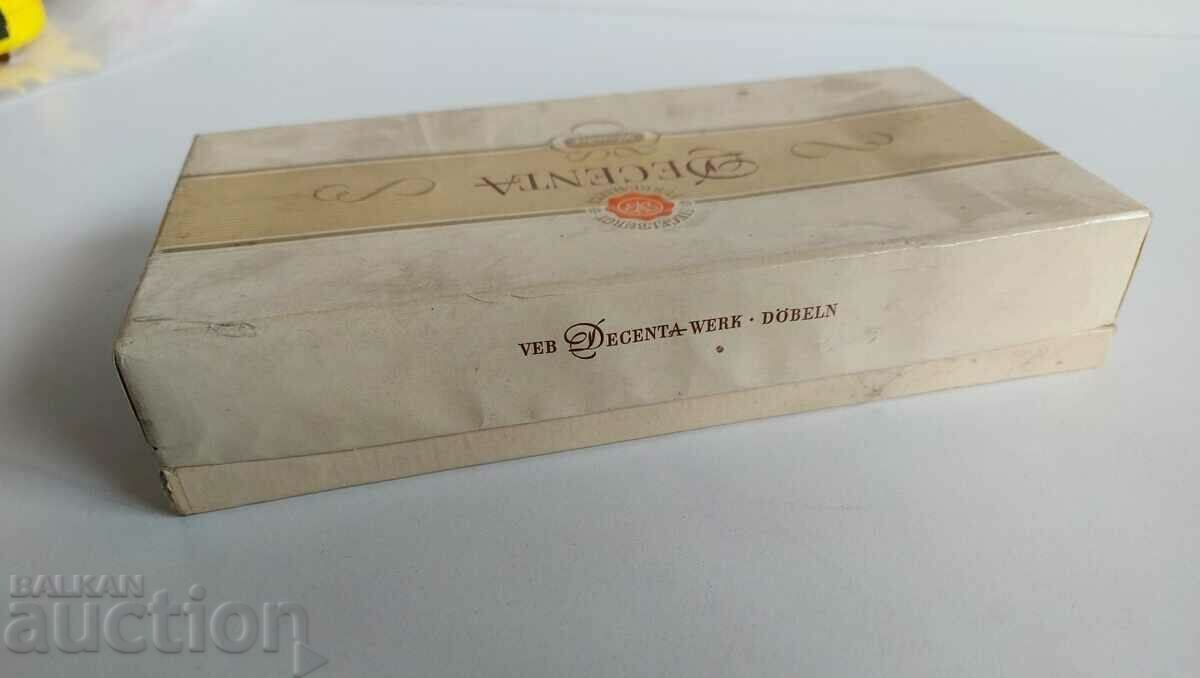 DECENTA
VEB DECENTA-WERK · DÖBELN
BALKAN
auction